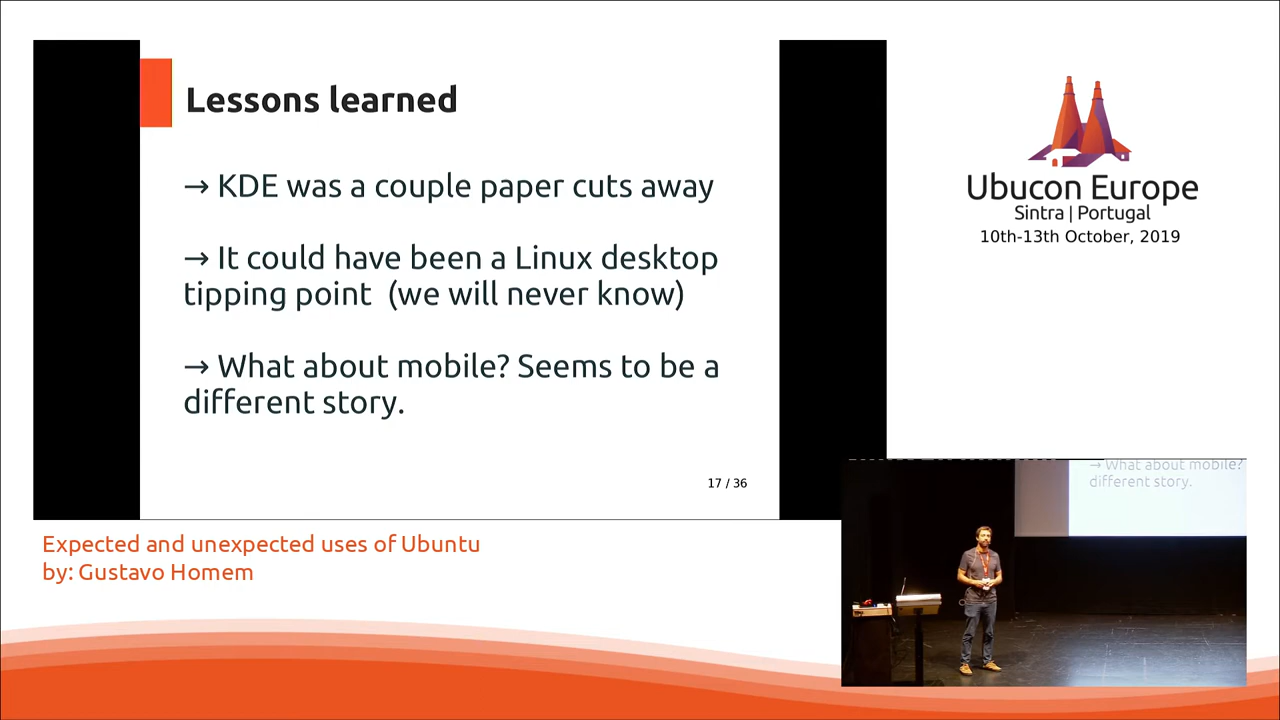 Lessons learned
→ KDE was a couple paper cuts away
→ It could have been a Linux desktop
tipping point (we will never know)
→ What about mobile? Seems to be a
different story.
17 / 36
Ubucon Europe
Sintra | Portugal
10th-13th October, 2019
Expected and unexpected uses of Ubuntu
by: Gustavo Homem
→ What about mobile?
different story.